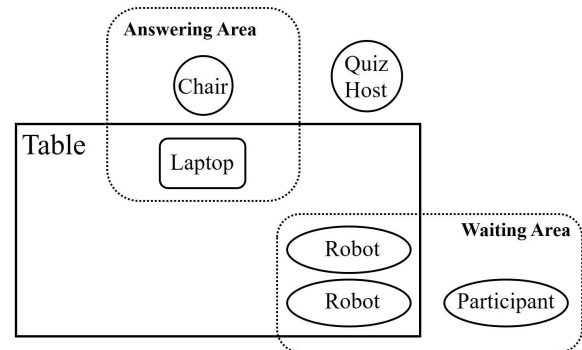 Answering Area
Quiz
Host
Chair
Table
Laptop
Waiting Area
Robot
Robot
Participant